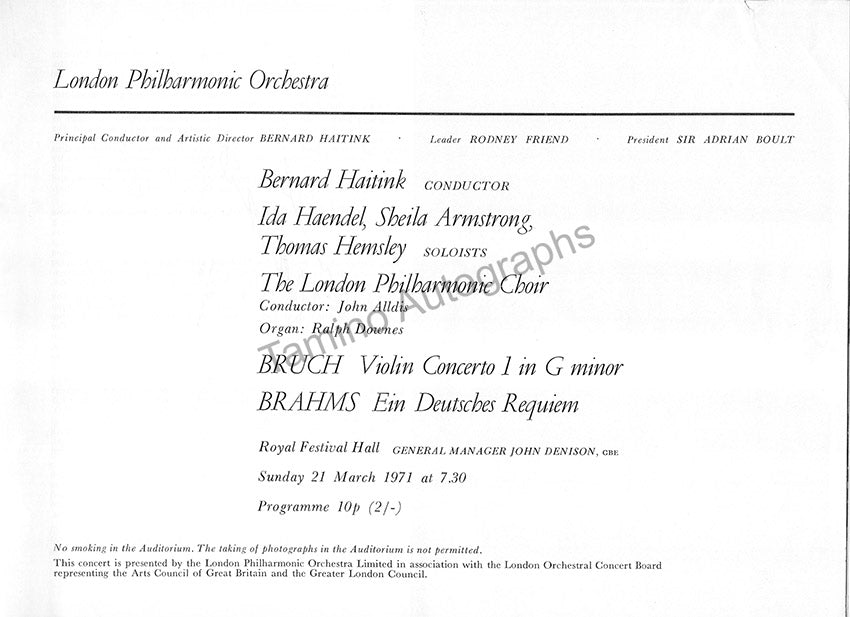 London Philharmonic Orchestra
Principal Conductor and Artistic Director BERNARD HAITINK · Leader RODNEY FRIEND · President SIR ADRIAN BOULT
Bernard Haitink CONDUCTOR
Ida Haendel, Sheila Armstrong,
Thomas Hemsley SOLOISTS
The London Philharmonic Choir
Conductor: John Alldis
Organ: Ralph Downes
Tamino Autographs
BRUCH Violin Concerto 1 in G minor
BRAHMS Ein Deutsches Requiem
Royal Festival Hall GENERAL MANAGER JOHN DENISON, CBE
Sunday 21 March 1971 at 7.30
Programme 10p (2/-)
No smoking in the Auditorium. The taking of photographs in the Auditorium is not permitted.
This concert is presented by the London Philharmonic Orchestra Limited in association with the London Orchestral Concert Board
representing the Arts Council of Great Britain and the Greater London Council.